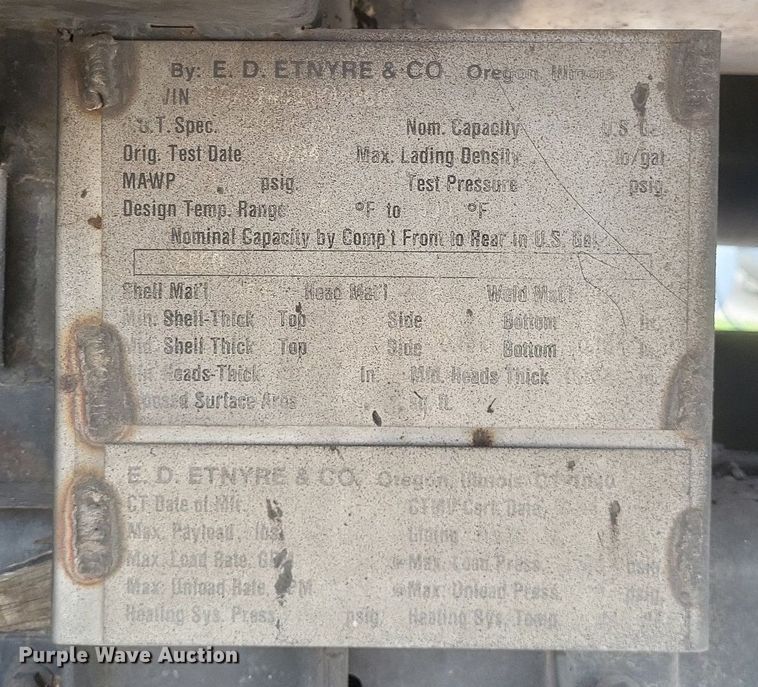 By: E. D. ETNYRE & CO. Oregon, Illinois
VIN
D.O.T. Spec. Nom. Capacity U.S. Gal.
Orig. Test Date Max. Lading Density lb/gal
MAWP psig. Test Pressure psig.
Design Temp. Range °F to °F
Nominal Capacity by Comp't Front to Rear in U.S. Gal.
Shell Mat'l Head Mat'l Weld Mat'l
Min. Shell-Thick Top Side Bottom In.
Mfd. Shell Thick Top Side Bottom In.
Min. Heads-Thick In. Mfd. Heads Thick In.
Exposed Surface Area sq. ft.
E. D. ETNYRE & CO. Oregon, Illinois
CT Date of Mfr. CTMV Cert. Date
Max. Payload, lbs. Lining
Max. Load Rate, GPM Max. Load Press. psig.
Max. Unload Rate, GPM Max. Unload Press. psig.
Heating Sys. Press. psig. Heating Sys. Temp. °F
Purple Wave Auction